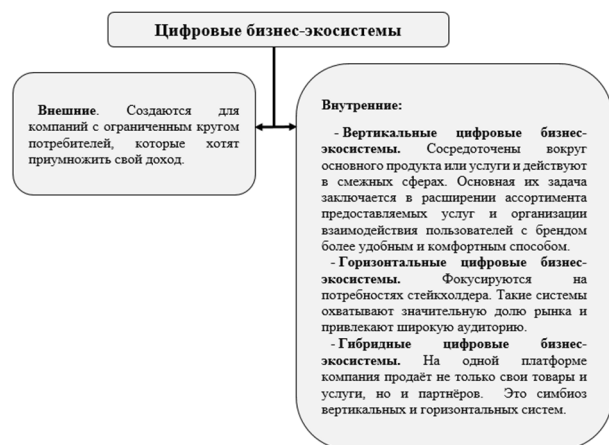 Цифровые бизнес-экосистемы
Внешние. Создаются для
компаний с ограниченным кругом
потребителей, которые хотят
приумножить свой доход.
Внутренние:
- Вертикальные цифровые бизнес-
экосистемы. Сосредоточены вокруг
основного продукта или услуги и действуют
в смежных сферах. Основная их задача
заключается в расширении ассортимента
предоставляемых услуг и организации
взаимодействия пользователей с брендом
более удобным и комфортным способом.
- Горизонтальные цифровые бизнес-
экосистемы. Фокусируются на
потребностях стейкхолдера. Такие системы
охватывают значительную долю рынка и
привлекают широкую аудиторию.
- Гибридные цифровые бизнес-
экосистемы. На одной платформе
компания продаёт не только свои товары и
услуги, но и партнёров. Это симбиоз
вертикальных и горизонтальных систем.